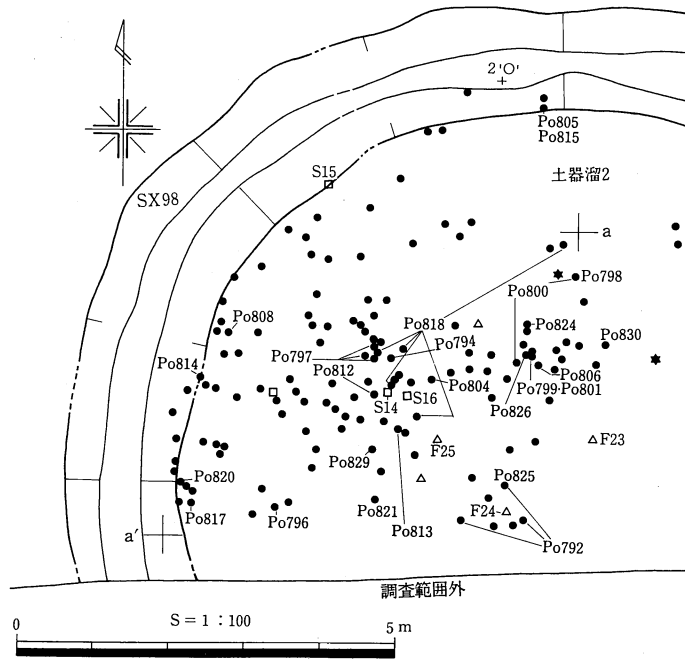 2'O'
Po805
Po815
土器溜2
S15
SX98
a
Po798
Po800
Po808
Po818
Po824
Po794
Po830
Po797
Po814
Po812
Po804
Po806
Po799・Po801
S14
S16
Po826
F25
F23
Po829
Po820
Po825
Po817
Po796
Po821
Po813
F24
a'
Po792
調査範囲外
S=1:100
0
5m